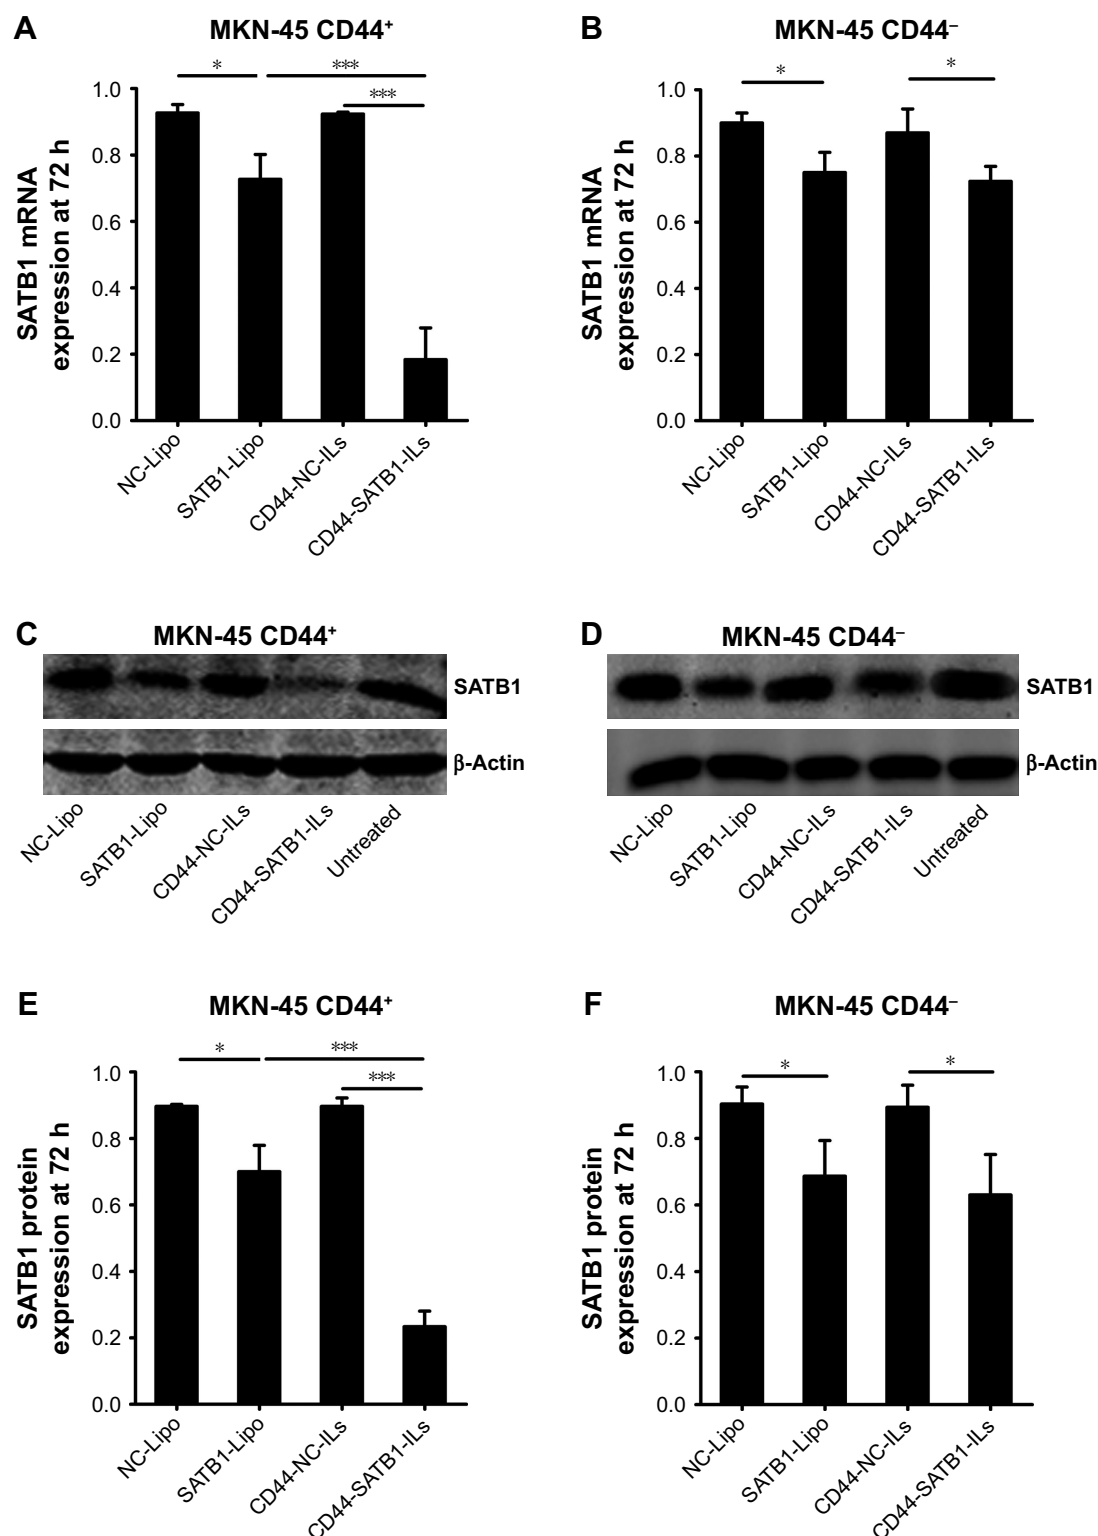 A
MKN-45 CD44⁺
*
***
***
SATB1 mRNA
expression at 72 h
1.0
0.8
0.6
0.4
0.2
0.0
NC-Lipo
SATB1-Lipo
CD44-NC-ILs
CD44-SATB1-ILs
B
MKN-45 CD44⁻
*
*
SATB1 mRNA
expression at 72 h
1.0
0.8
0.6
0.4
0.2
0.0
NC-Lipo
SATB1-Lipo
CD44-NC-ILs
CD44-SATB1-ILs
C
MKN-45 CD44⁺
SATB1
β-Actin
NC-Lipo
SATB1-Lipo
CD44-NC-ILs
CD44-SATB1-ILs
Untreated
D
MKN-45 CD44⁻
SATB1
β-Actin
NC-Lipo
SATB1-Lipo
CD44-NC-ILs
CD44-SATB1-ILs
Untreated
E
MKN-45 CD44⁺
*
***
***
SATB1 protein
expression at 72 h
1.0
0.8
0.6
0.4
0.2
0.0
NC-Lipo
SATB1-Lipo
CD44-NC-ILs
CD44-SATB1-ILs
F
MKN-45 CD44⁻
*
*
SATB1 protein
expression at 72 h
1.0
0.8
0.6
0.4
0.2
0.0
NC-Lipo
SATB1-Lipo
CD44-NC-ILs
CD44-SATB1-ILs